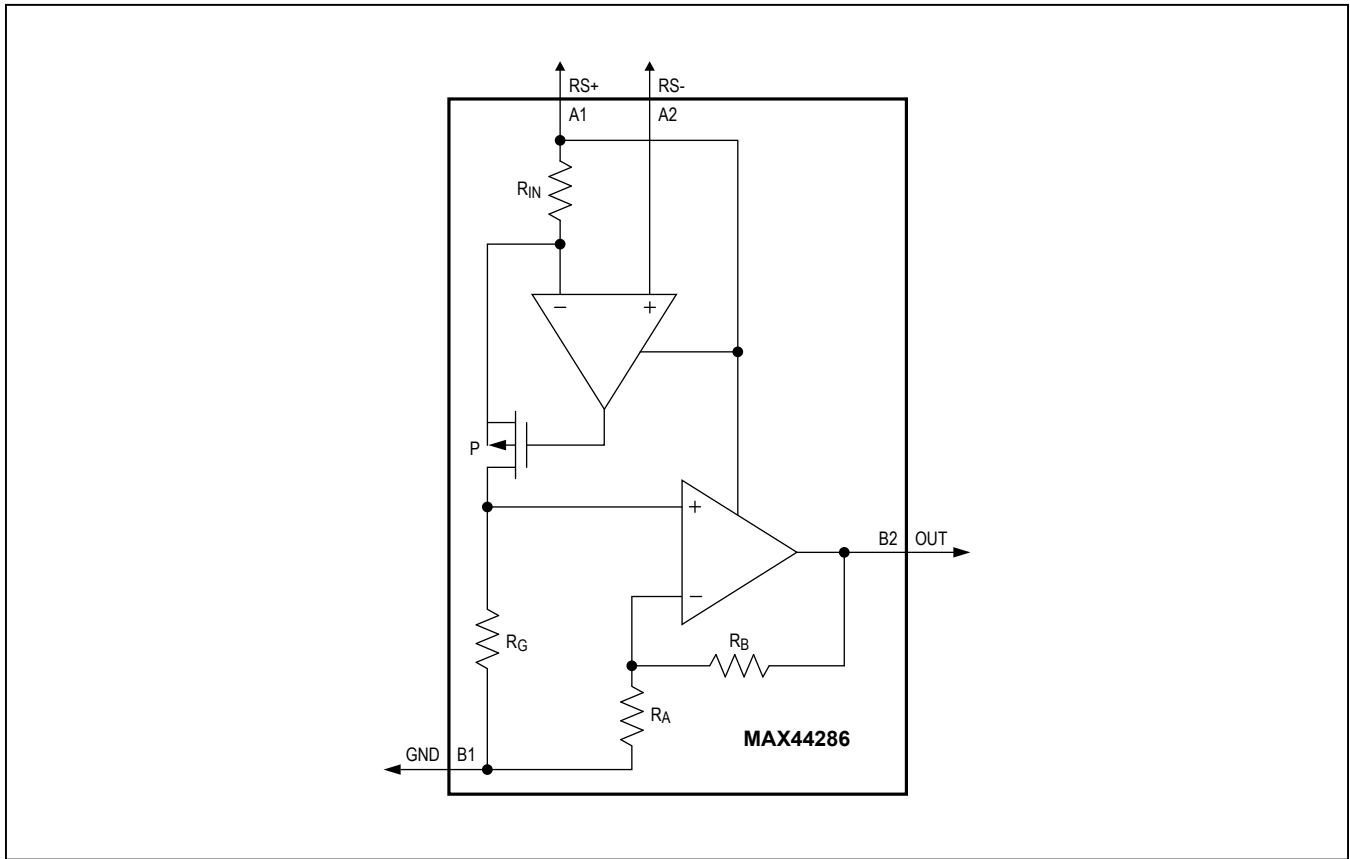 RS+ RS-
A1 A2
RIN
− +
P
+
B2 OUT
−
RG
RB
RA
MAX44286
GND B1